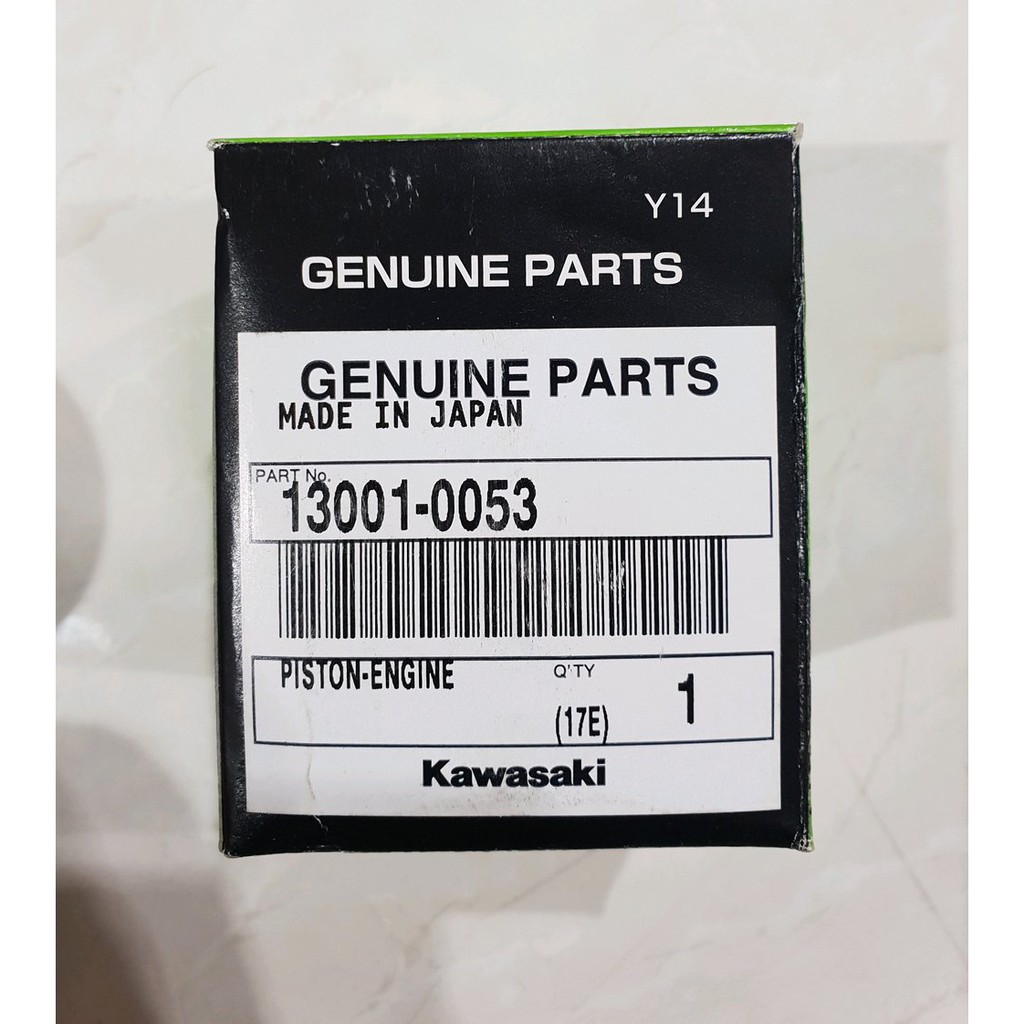 Y14
GENUINE PARTS
GENUINE PARTS
MADE IN JAPAN
PART No.
13001-0053
PISTON-ENGINE Q'TY
(17E) 1
Kawasaki